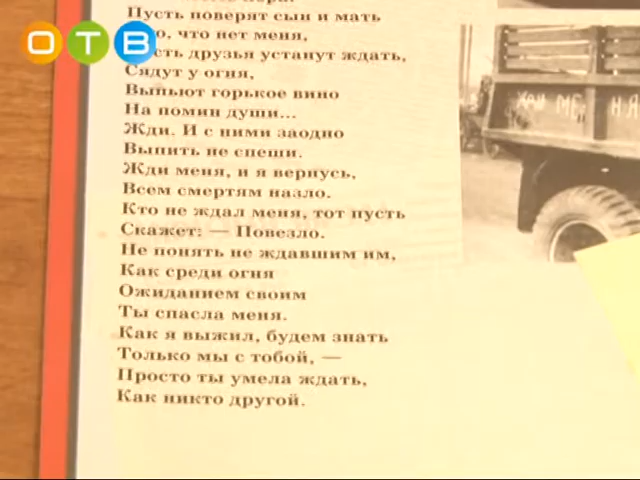 ОТВ
Пусть поверят сын и мать
что нет меня,
друзья устанут ждать,
Сядут у огня,
Выпьют горькое вино
На помин души...
Жди. И с ними заодно
Выпить не спеши.
Жди меня, и я вернусь,
Всем смертям назло.
Кто не ждал меня, тот пусть
Скажет: — Повезло.
Не понять не ждавшим им,
Как среди огня
Ожиданием своим
Ты спасла меня.
Как я выжил, будем знать
Только мы с тобой, —
Просто ты умела ждать,
Как никто другой.
ЖДИ МЕНЯ